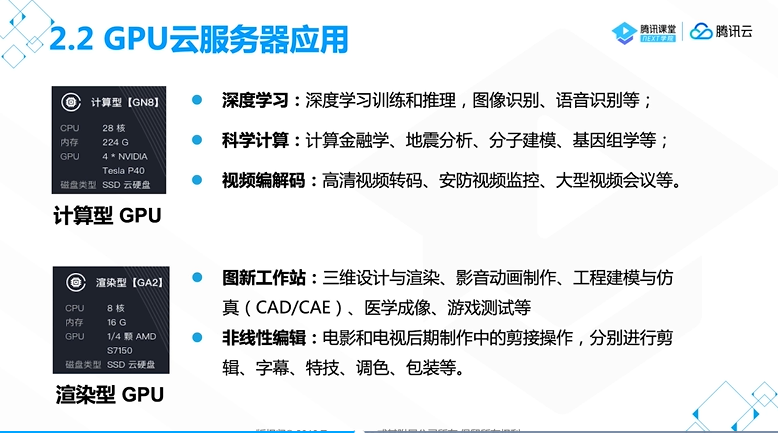 2.2 GPU云服务器应用
腾讯课堂
NEXT学院
腾讯云
计算型【GN8】
CPU 28 核
内存 224 G
GPU 4 * NVIDIA
Tesla P40
磁盘类型 SSD 云硬盘
计算型 GPU
深度学习：深度学习训练和推理，图像识别、语音识别等；
科学计算：计算金融学、地震分析、分子建模、基因组学等；
视频编解码：高清视频转码、安防视频监控、大型视频会议等。
渲染型【GA2】
CPU 8 核
内存 16 G
GPU 1/4 颗 AMD
S7150
磁盘类型 SSD 云硬盘
渲染型 GPU
图新工作站：三维设计与渲染、影音动画制作、工程建模与仿
真（CAD/CAE）、医学成像、游戏测试等
非线性编辑：电影和电视后期制作中的剪接操作，分别进行剪
辑、字幕、特技、调色、包装等。